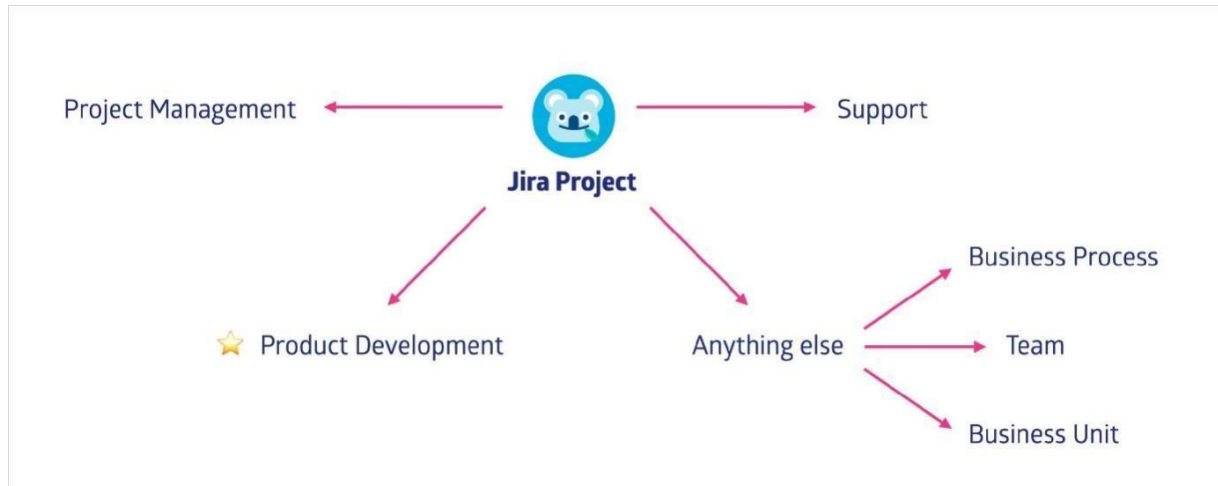 Project Management
Support
Jira Project
Business Process
Product Development
Anything else
Team
Business Unit